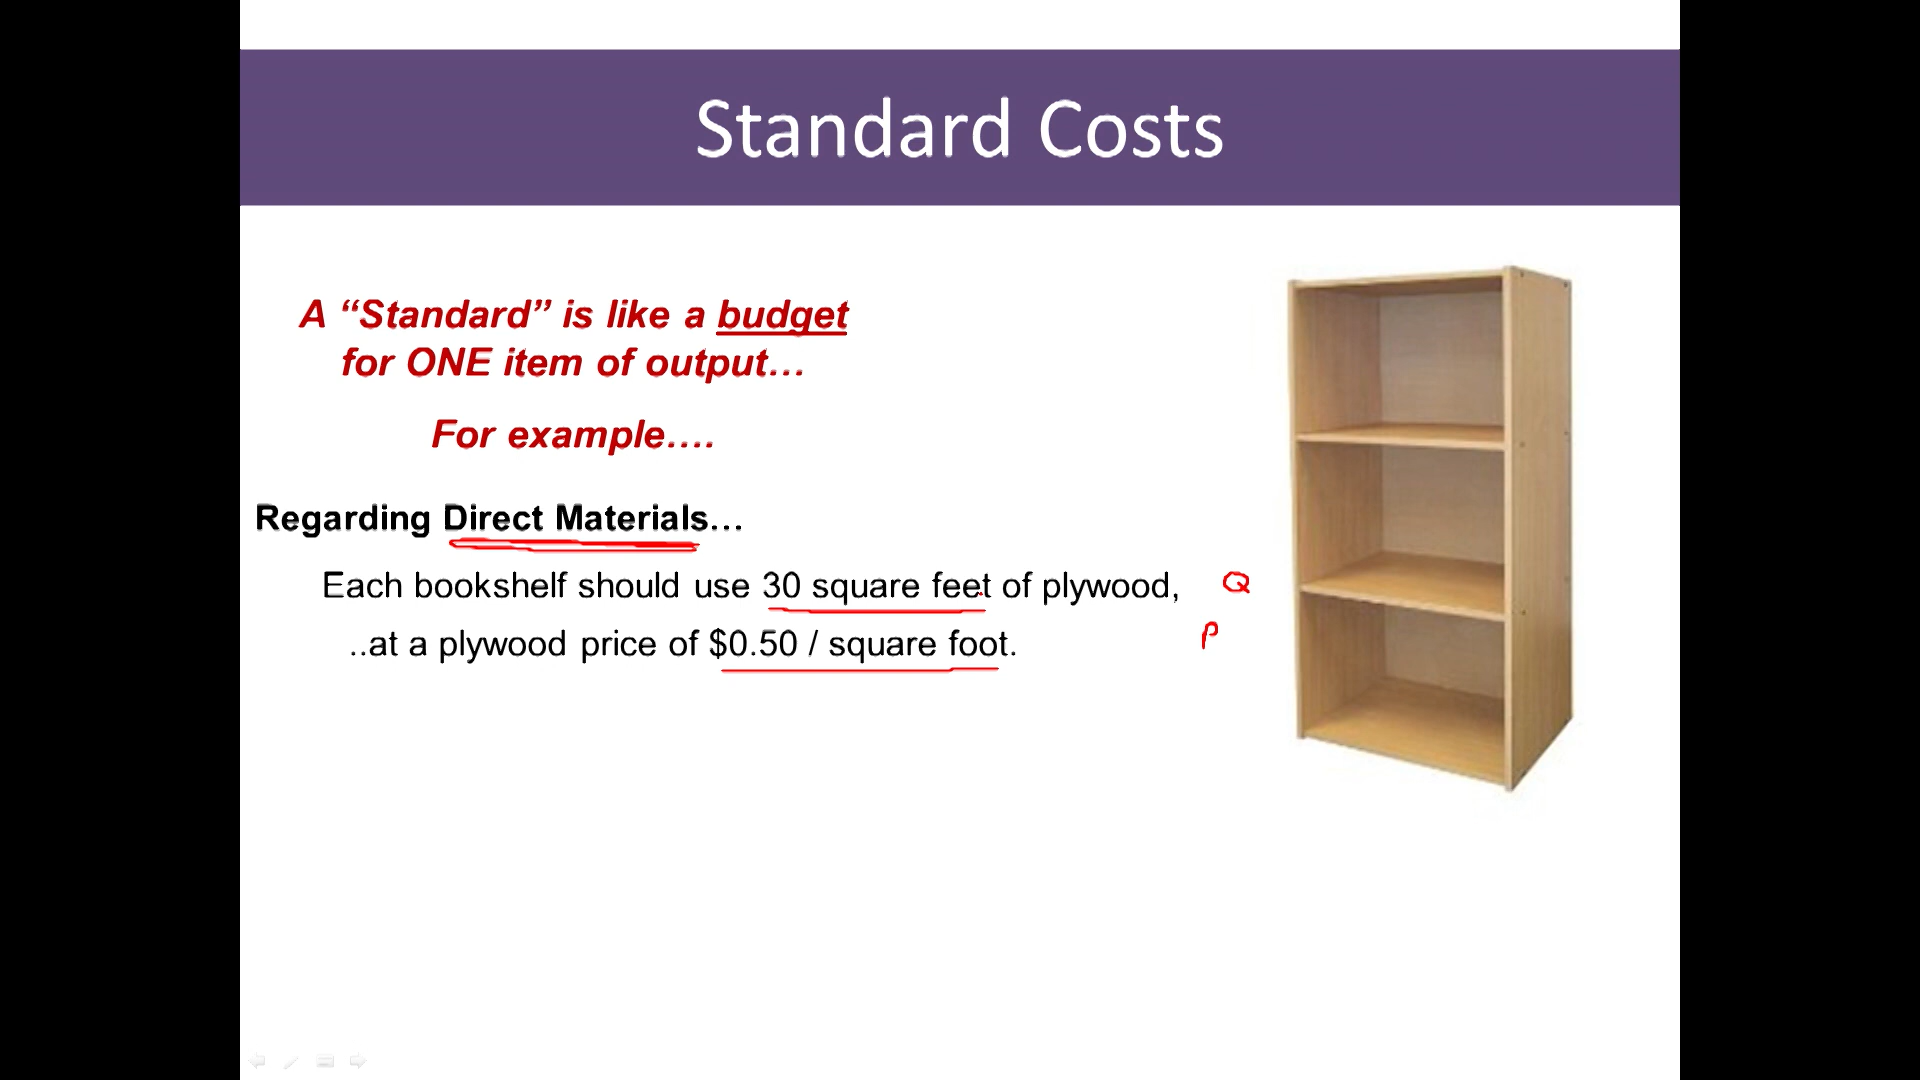 Standard Costs
A “Standard” is like a budget
for ONE item of output…
For example….
Regarding Direct Materials…
Each bookshelf should use 30 square feet of plywood, Q
..at a plywood price of $0.50 / square foot. P